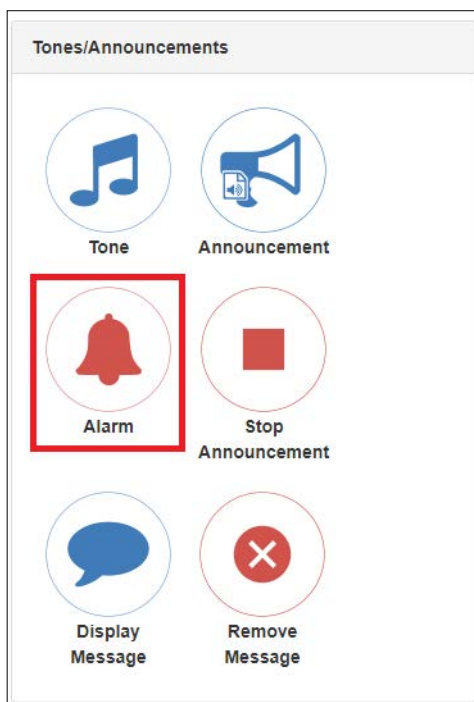 Tones/Announcements
Tone
Announcement
Alarm
Stop
Announcement
Display
Message
Remove
Message